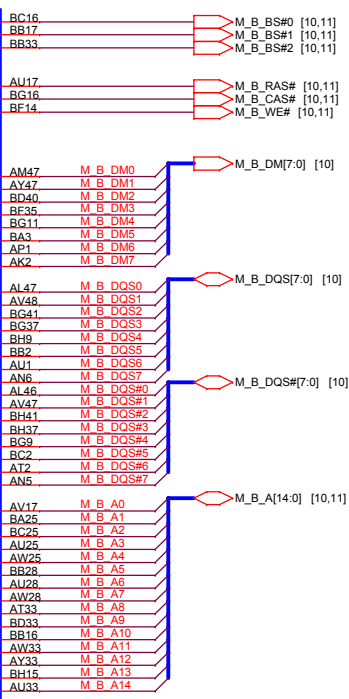 BC16 M_B_BS#0 [10,11]
BB17 M_B_BS#1 [10,11]
BB33 M_B_BS#2 [10,11]
AU17 M_B_RAS# [10,11]
BG16 M_B_CAS# [10,11]
BF14 M_B_WE# [10,11]
M_B_DM[7:0] [10]
AM47 M_B_DM0
AY47 M_B_DM1
BD40 M_B_DM2
BF35 M_B_DM3
BG11 M_B_DM4
BA3 M_B_DM5
AP1 M_B_DM6
AK2 M_B_DM7
M_B_DQS[7:0] [10]
AL47 M_B_DQS0
AV48 M_B_DQS1
BG41 M_B_DQS2
BG37 M_B_DQS3
BH9 M_B_DQS4
BB2 M_B_DQS5
AU1 M_B_DQS6
AN6 M_B_DQS7
M_B_DQS#[7:0] [10]
AL46 M_B_DQS#0
AV47 M_B_DQS#1
BH41 M_B_DQS#2
BH37 M_B_DQS#3
BG9 M_B_DQS#4
BC2 M_B_DQS#5
AT2 M_B_DQS#6
AN5 M_B_DQS#7
M_B_A[14:0] [10,11]
AV17 M_B_A0
BA25 M_B_A1
BC25 M_B_A2
AU25 M_B_A3
AW25 M_B_A4
BB28 M_B_A5
AU28 M_B_A6
AW28 M_B_A7
AT33 M_B_A8
BD33 M_B_A9
BB16 M_B_A10
AW33 M_B_A11
AY33 M_B_A12
BH15 M_B_A13
AU33 M_B_A14